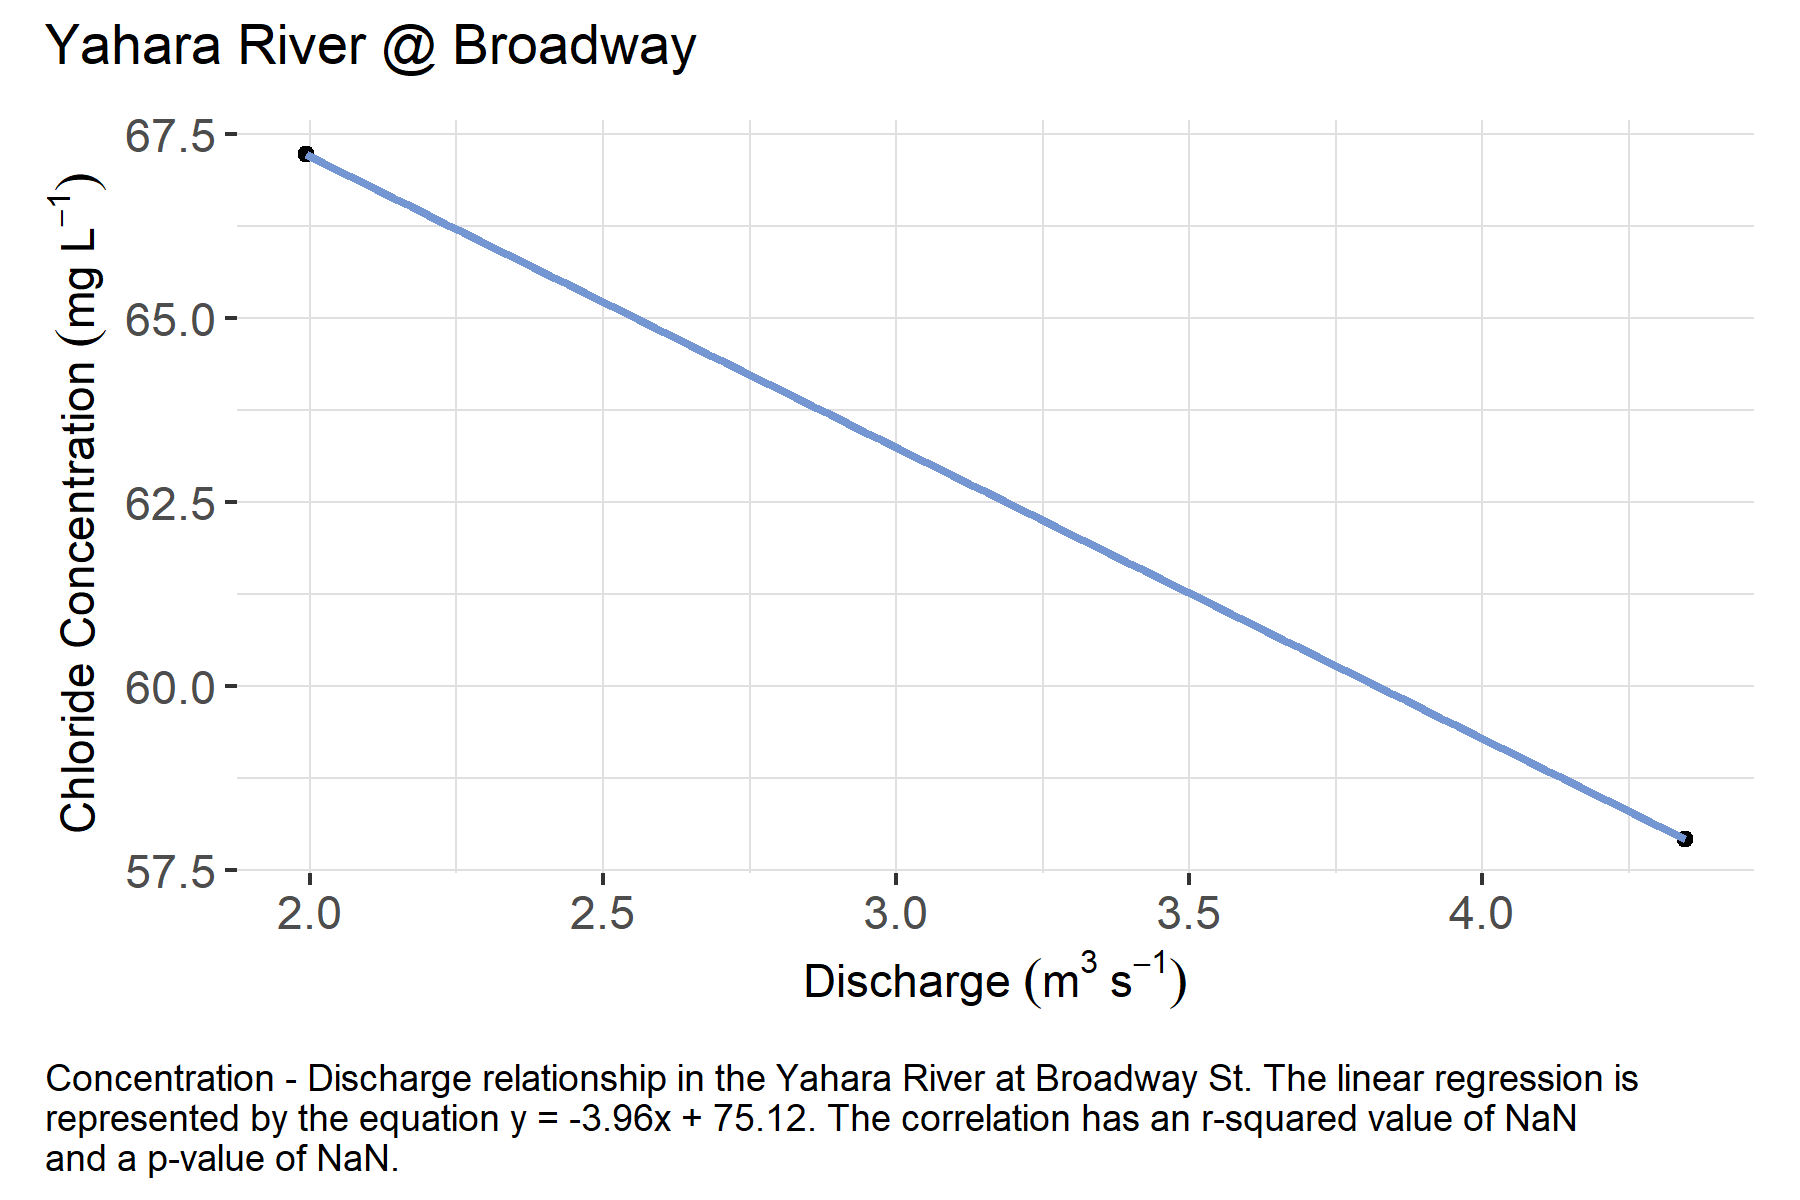 Yahara River @ Broadway
67.5
65.0
62.5
60.0
57.5
Chloride Concentration (mg L⁻¹)
2.0 2.5 3.0 3.5 4.0
Discharge (m³ s⁻¹)
Concentration - Discharge relationship in the Yahara River at Broadway St. The linear regression is
represented by the equation y = -3.96x + 75.12. The correlation has an r-squared value of NaN
and a p-value of NaN.